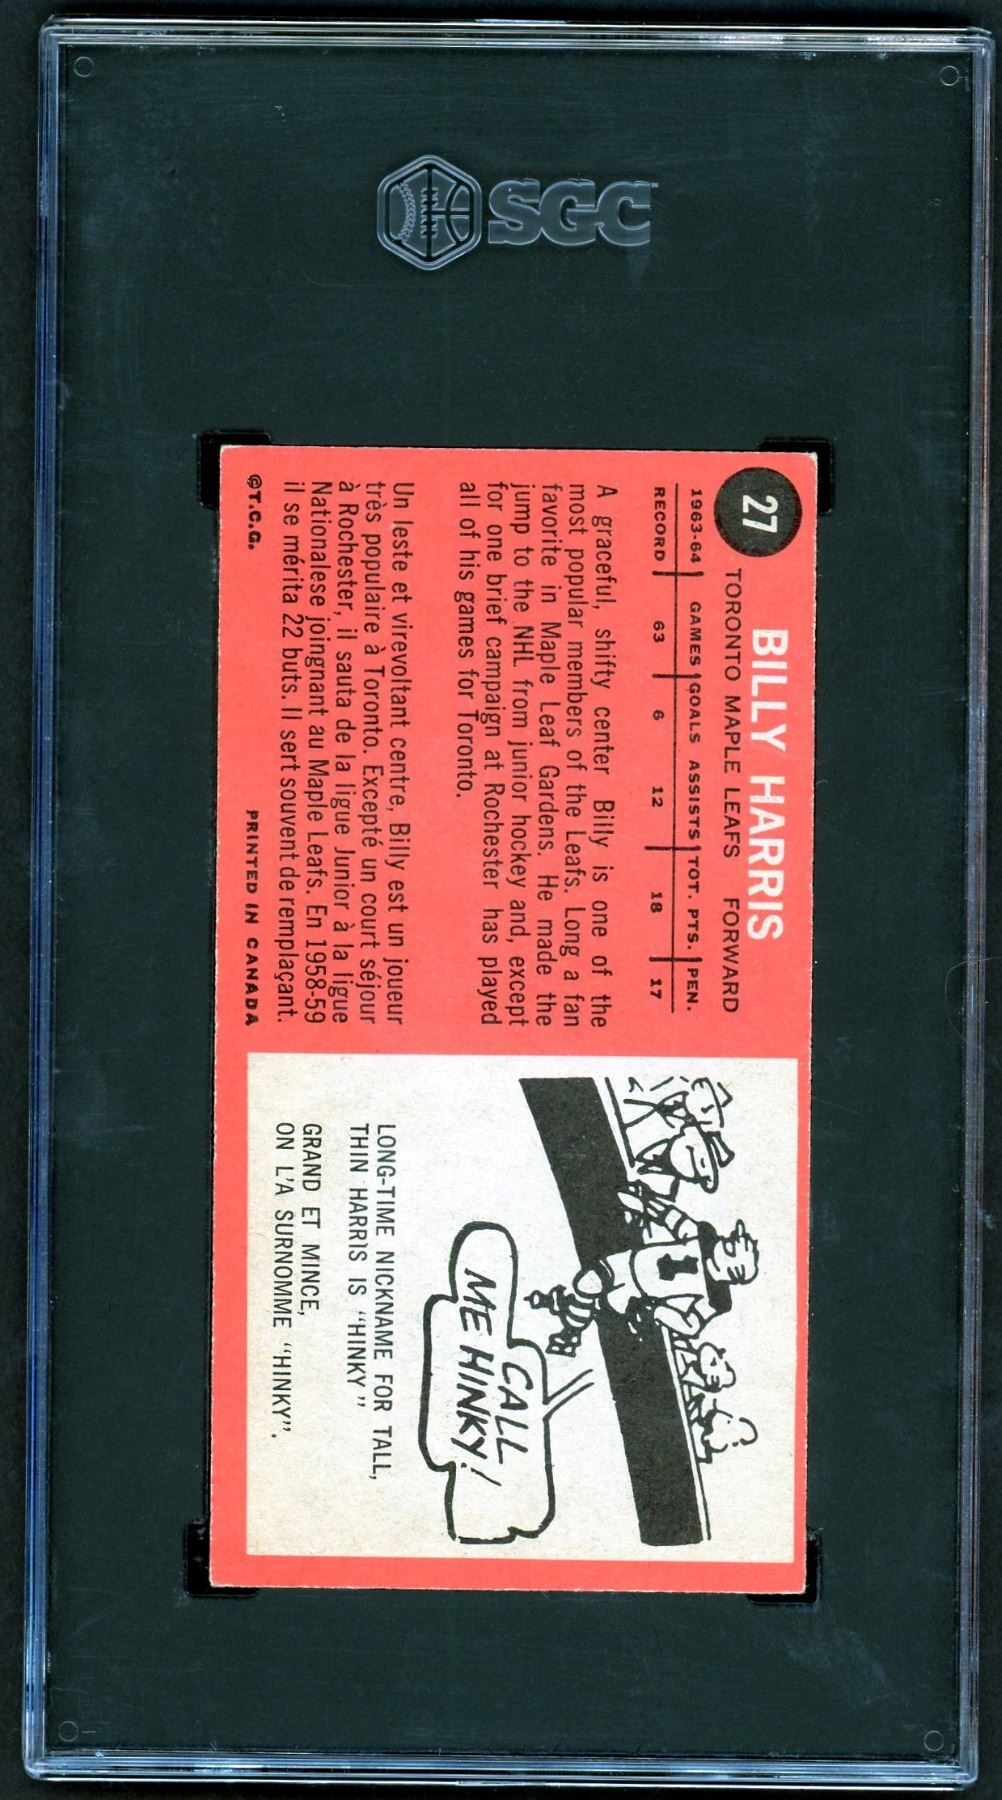 SGC
27
BILLY HARRIS
TORONTO MAPLE LEAFS FORWARD
1963-64 GAMES GOALS ASSISTS TOT. PTS. PEN.
RECORD 63 6 12 18 17
A graceful, shifty center Billy is one of the
most popular members of the Leafs. Long a fan
favorite in Maple Leaf Gardens. He made the
jump to the NHL from junior hockey and, except
for one brief campaign at Rochester has played
all of his games for Toronto.
Un leste et virevoltant centre, Billy est un joueur
très populaire à Toronto. Excepté un court séjour
à Rochester, il sauta de la ligue Junior à la ligue
Nationalese joingnant au Maple Leafs. En 1958-59
il se mérita 22 buts. Il sert souvent de remplaçant.
©T.C.G. PRINTED IN CANADA
CALL
ME HINKY!
LONG-TIME NICKNAME FOR TALL,
THIN HARRIS IS "HINKY"
GRAND ET MINCE,
ON L'A SURNOMME "HINKY".